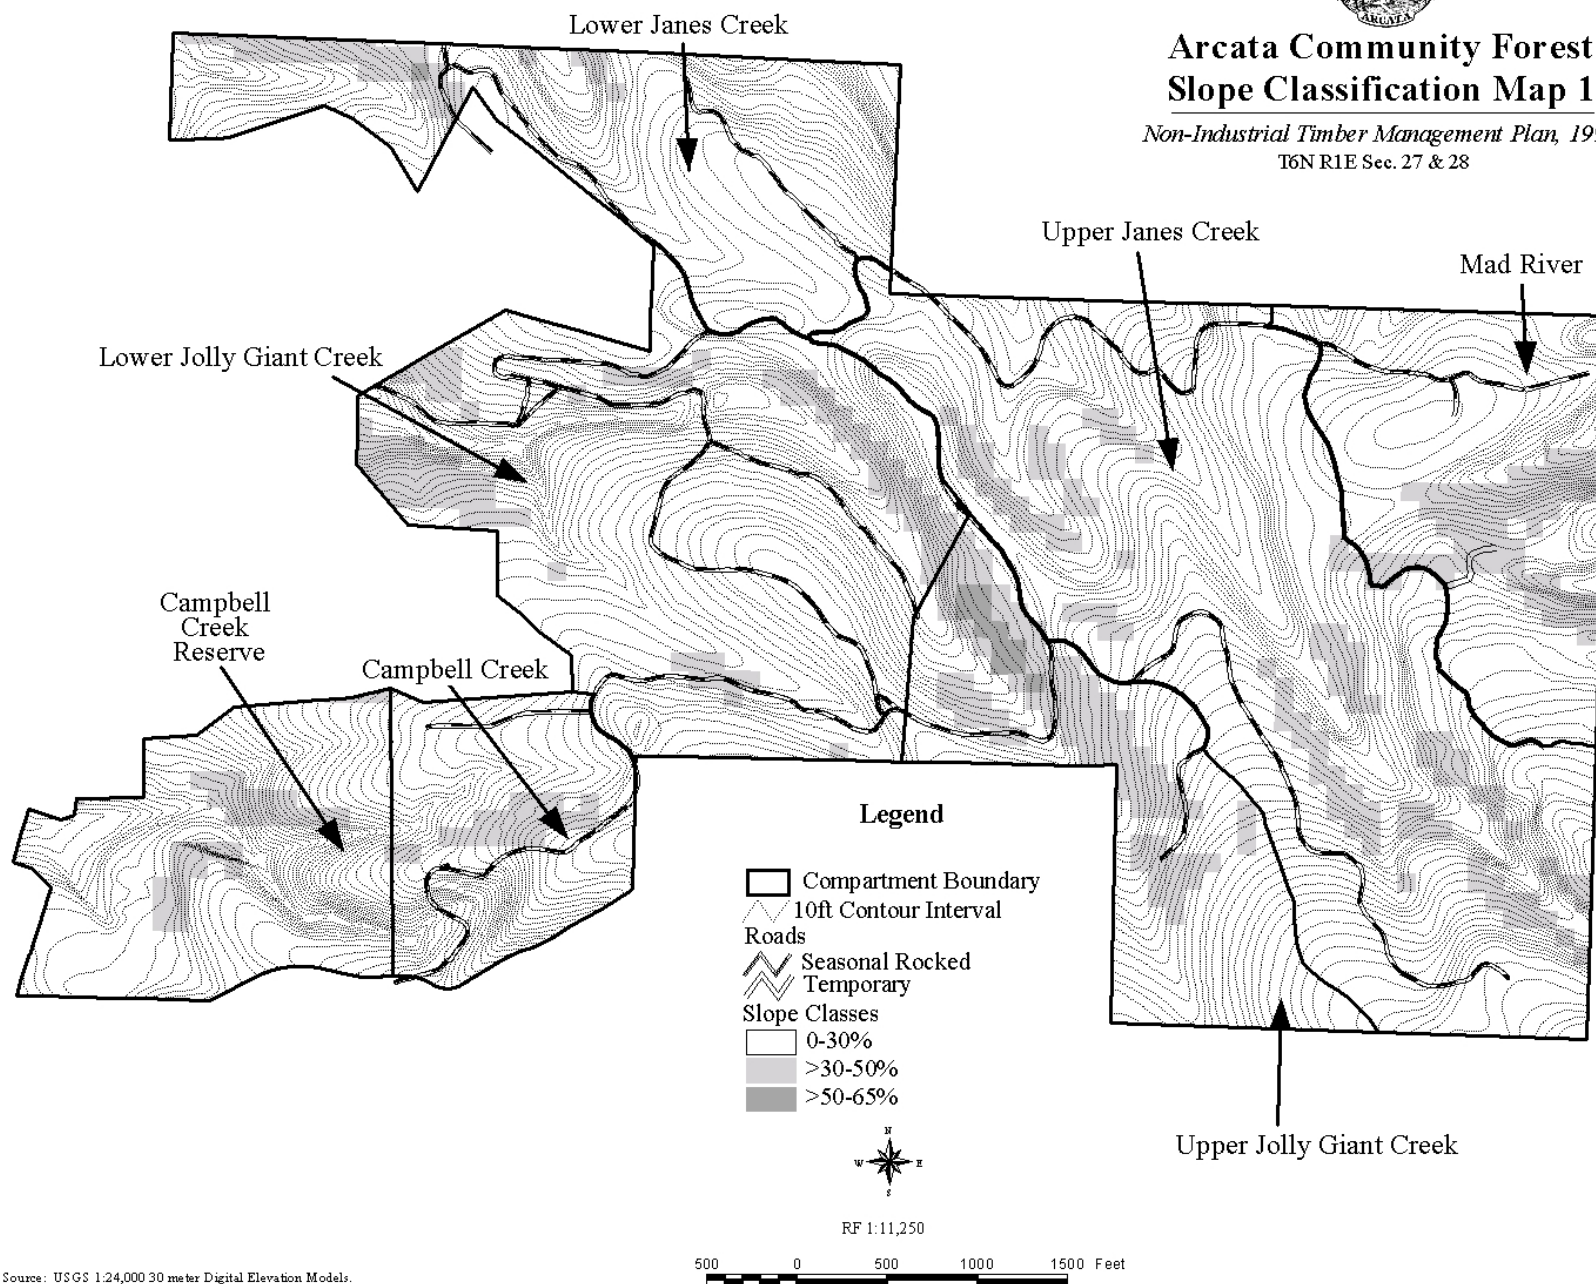 ARCATA
Arcata Community Forest
Slope Classification Map 1
Non-Industrial Timber Management Plan, 19
T6N R1E Sec. 27 & 28
Lower Janes Creek
Upper Janes Creek
Mad River
Lower Jolly Giant Creek
Campbell
Creek
Reserve
Campbell Creek
Upper Jolly Giant Creek
Legend
Compartment Boundary
10ft Contour Interval
Roads
Seasonal Rocked
Temporary
Slope Classes
0-30%
>30-50%
>50-65%
N
W E
S
RF 1:11,250
500 0 500 1000 1500 Feet
Source: USGS 1:24,000 30 meter Digital Elevation Models.